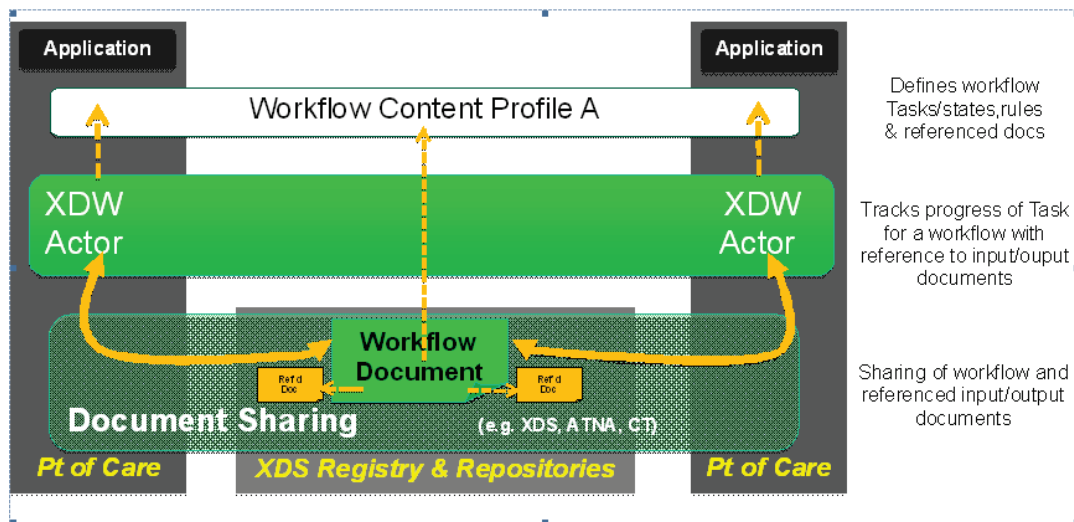 Application
Application
Workflow Content Profile A
Defines workflow
Tasks/states,rules
& referenced docs
XDW
Actor
XDW
Actor
Tracks progress of Task
for a workflow with
reference to input/ouput
documents
Workflow
Document
Ref'd
Doc
Ref'd
Doc
Document Sharing
(e.g. XDS, ATNA, CT)
Sharing of workflow and
referenced input/output
documents
Pt of Care
XDS Registry & Repositories
Pt of Care